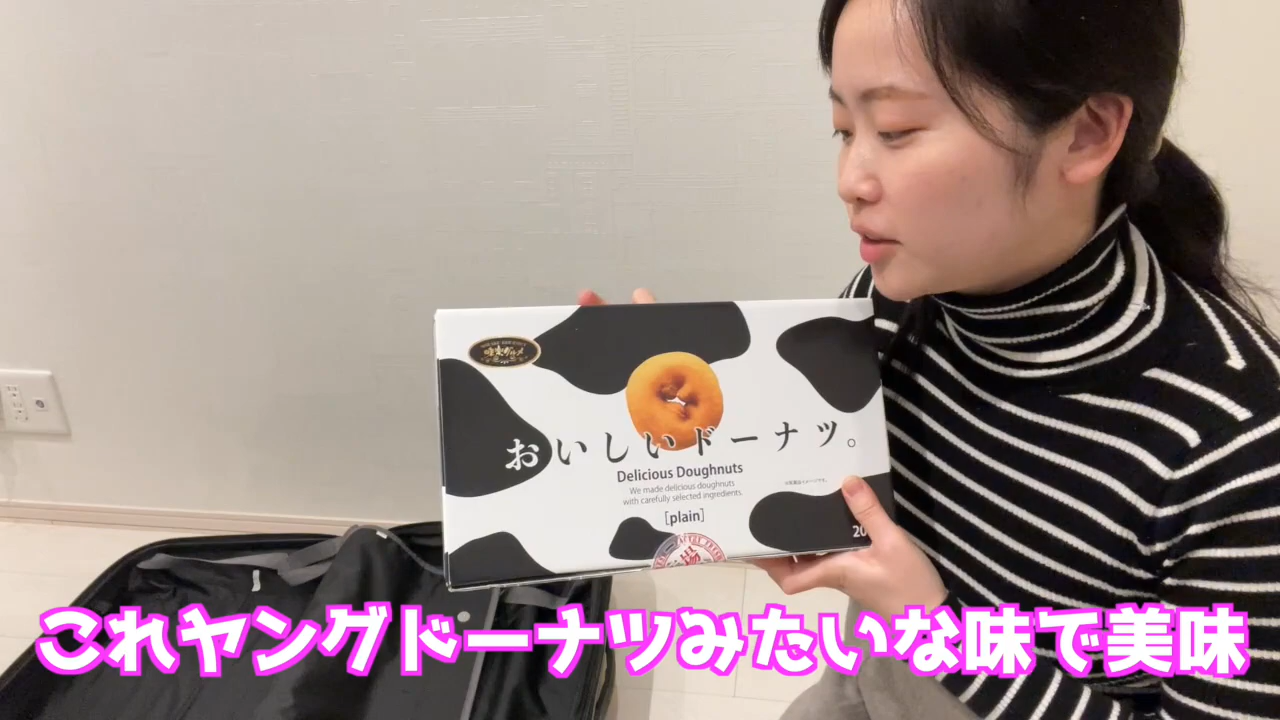 おいしいドーナツ。
Delicious Doughnuts
We made delicious doughnuts
with carefully selected ingredients.
[plain]
20
これヤングドーナツみたいな味で美味